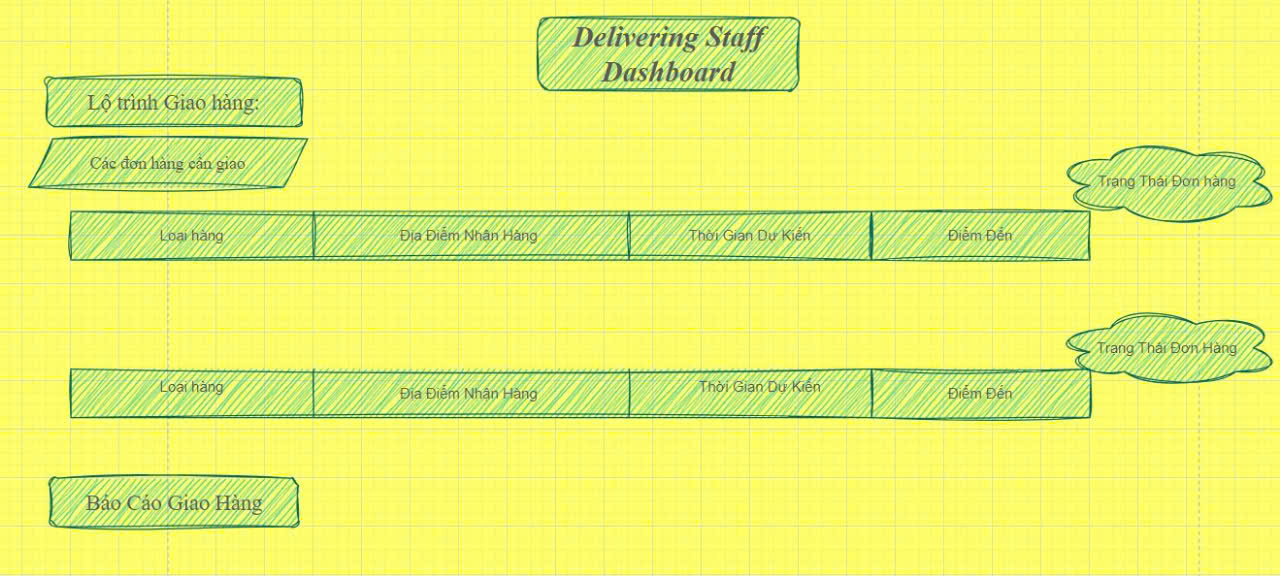 Delivering Staff
Dashboard
Lộ trình Giao hàng:
Các đơn hàng cần giao
Trạng Thái Đơn hàng
Loại hàng
Địa Điểm Nhận Hàng
Thời Gian Dự Kiến
Điểm Đến
Trạng Thái Đơn Hàng
Loại hàng
Địa Điểm Nhận Hàng
Thời Gian Dự Kiến
Điểm Đến
Báo Cáo Giao Hàng